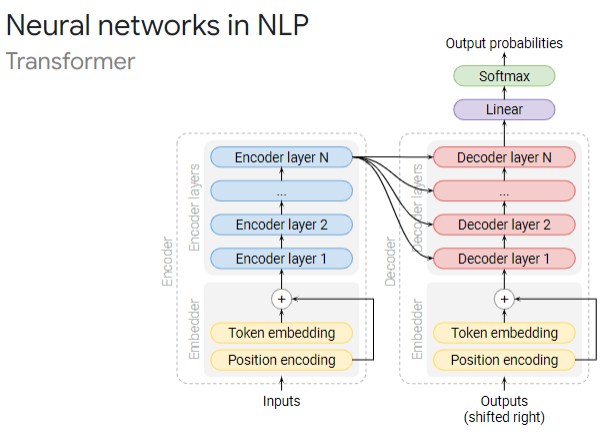 Neural networks in NLP
Transformer
Output probabilities
Softmax
Linear
Encoder
Encoder layers
Encoder layer N
...
Encoder layer 2
Encoder layer 1
Embedder
+
Token embedding
Position encoding
Inputs
Decoder
Decoder layers
Decoder layer N
...
Decoder layer 2
Decoder layer 1
Embedder
+
Token embedding
Position encoding
Outputs
(shifted right)